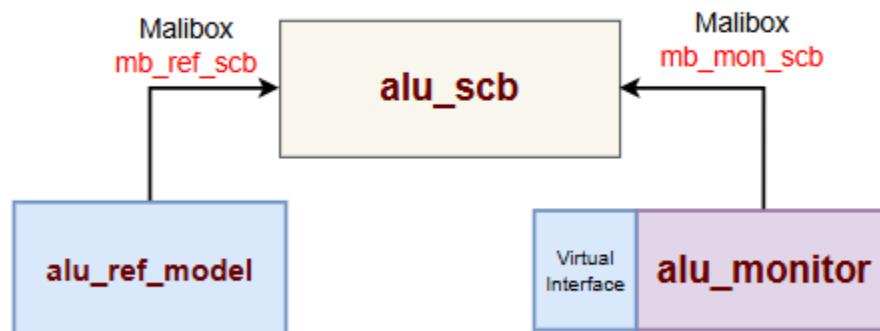 Malibox
mb_ref_scb
alu_scb
Malibox
mb_mon_scb
alu_ref_model
Virtual
Interface
alu_monitor